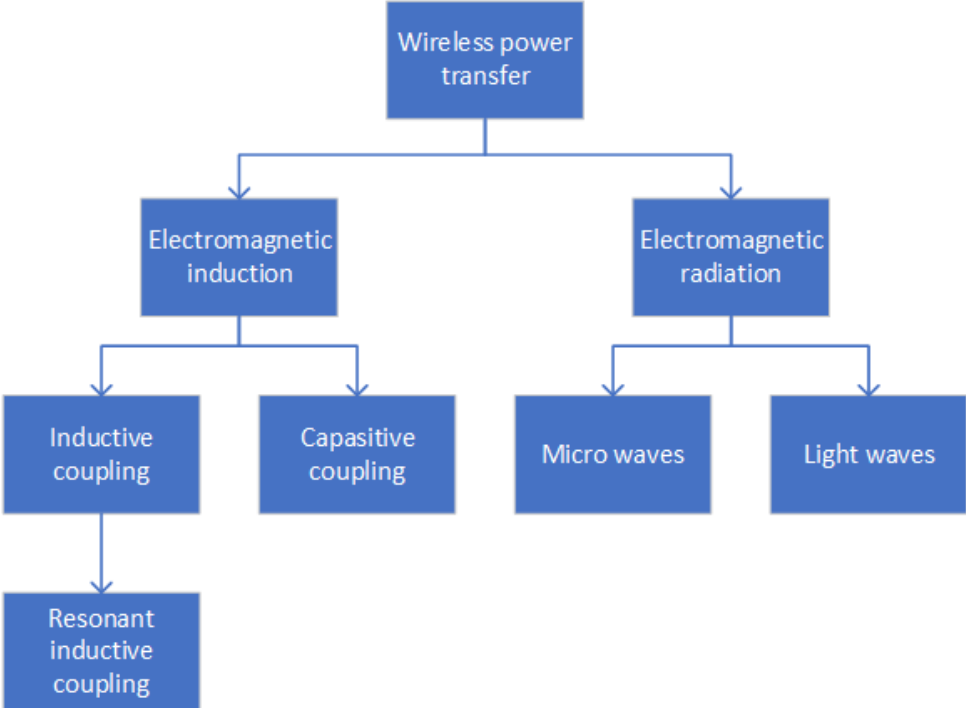 Wireless power
transfer
Electromagnetic
induction
Electromagnetic
radiation
Inductive
coupling
Capasitive
coupling
Micro waves
Light waves
Resonant
inductive
coupling